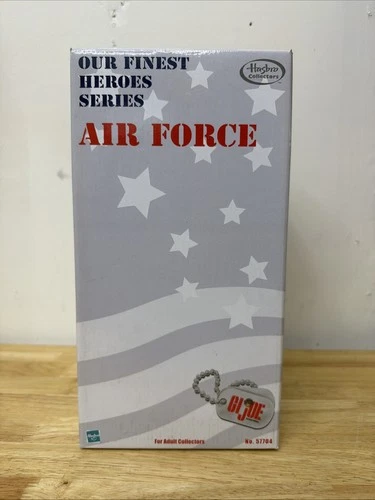 OUR FINEST
HEROES
SERIES
Hasbro
Collectors
AIR FORCE
GI JOE
Hasbro
For Adult Collectors
No. 57704